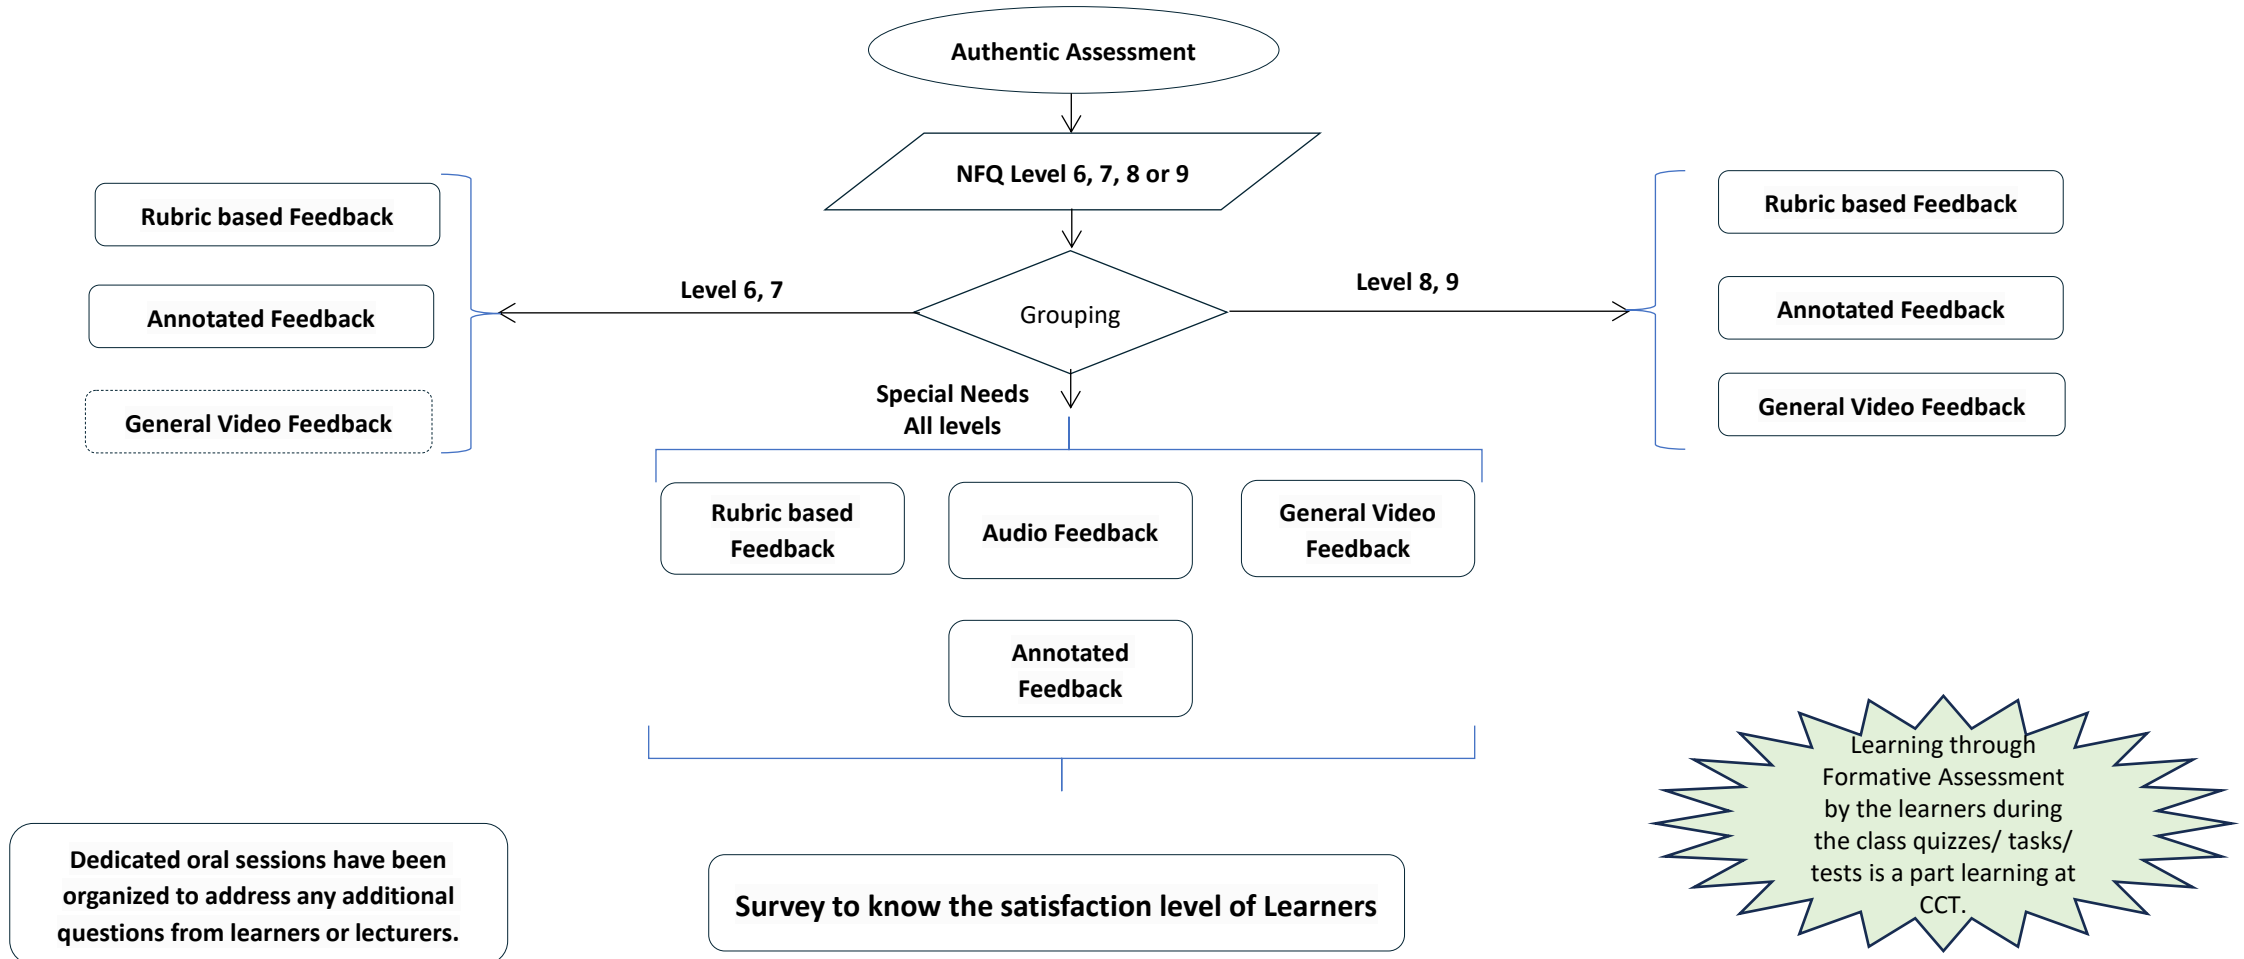 Authentic Assessment
NFQ Level 6, 7, 8 or 9
Grouping
Level 6, 7
Rubric based Feedback
Annotated Feedback
General Video Feedback
Level 8, 9
Rubric based Feedback
Annotated Feedback
General Video Feedback
Special Needs
All levels
Rubric based
Feedback
Audio Feedback
General Video
Feedback
Annotated
Feedback
Dedicated oral sessions have been
organized to address any additional
questions from learners or lecturers.
Survey to know the satisfaction level of Learners
Learning through
Formative Assessment
by the learners during
the class quizzes/ tasks/
tests is a part learning at
CCT.